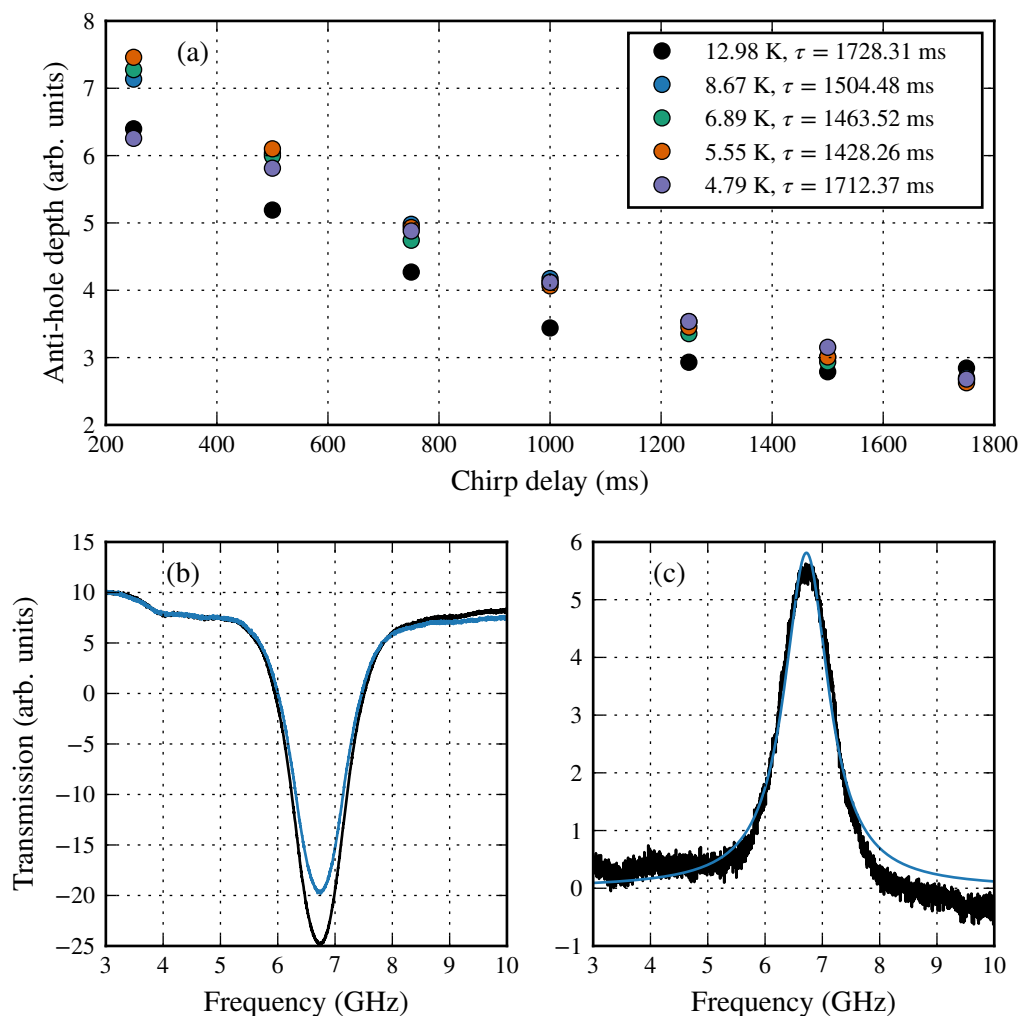 (a)
12.98 K, τ = 1728.31 ms
8.67 K, τ = 1504.48 ms
6.89 K, τ = 1463.52 ms
5.55 K, τ = 1428.26 ms
4.79 K, τ = 1712.37 ms
Anti-hole depth (arb. units)
8
7
6
5
4
3
2
200 400 600 800 1000 1200 1400 1600 1800
Chirp delay (ms)
(b)
Transmission (arb. units)
15
10
5
0
−5
−10
−15
−20
−25
3 4 5 6 7 8 9 10
Frequency (GHz)
(c)
6
5
4
3
2
1
0
−1
3 4 5 6 7 8 9 10
Frequency (GHz)